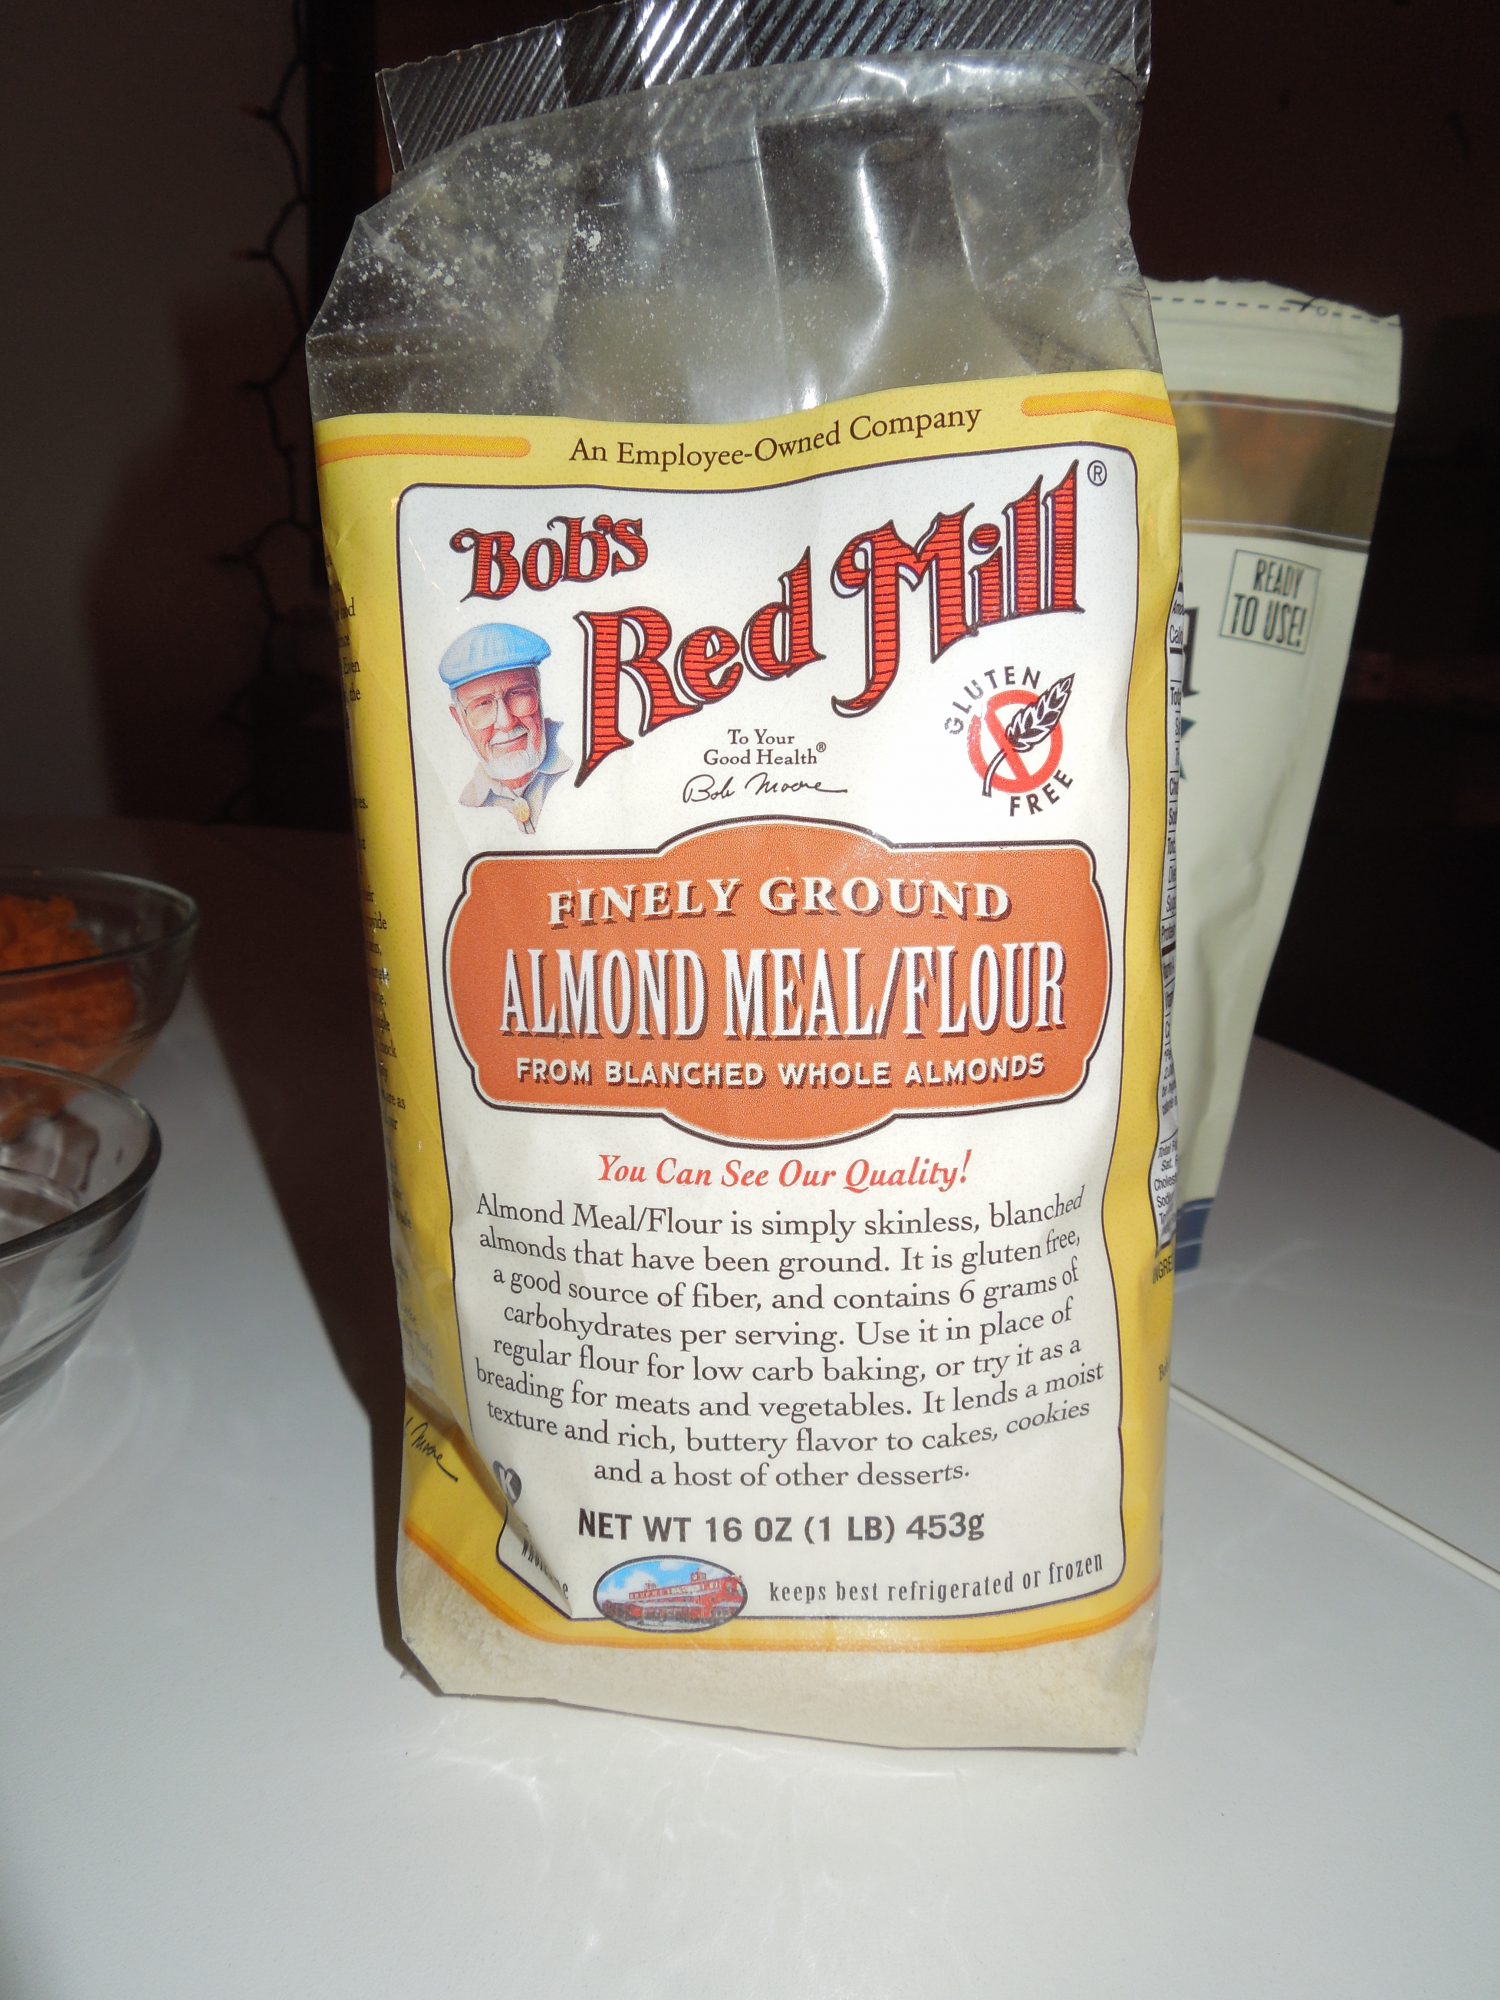 An Employee-Owned Company
Bob's
Red Mill®
To Your
Good Health®
Bob Moore
GLUTEN
FREE
FINELY GROUND
ALMOND MEAL/FLOUR
FROM BLANCHED WHOLE ALMONDS
You Can See Our Quality!
Almond Meal/Flour is simply skinless, blanched
almonds that have been ground. It is gluten free,
a good source of fiber, and contains 6 grams of
carbohydrates per serving. Use it in place of
regular flour for low carb baking, or try it as a
breading for meats and vegetables. It lends a moist
texture and rich, buttery flavor to cakes, cookies
and a host of other desserts.
K
NET WT 16 OZ (1 LB) 453g
keeps best refrigerated or frozen
Moore
READY
TO USE!